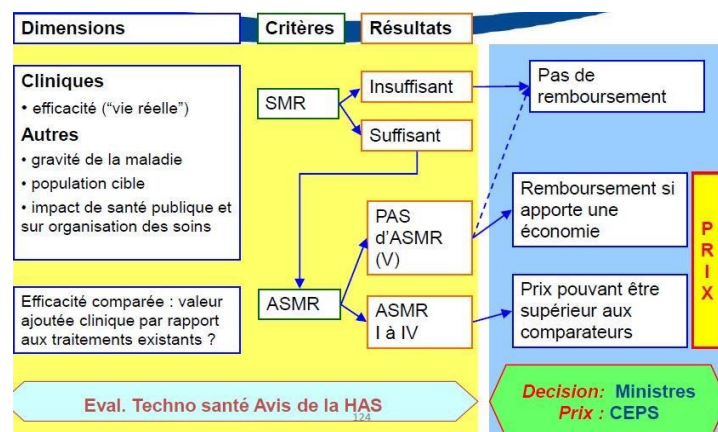 Dimensions
Critères
Résultats
Cliniques
• efficacité (“vie réelle”)
Autres
• gravité de la maladie
• population cible
• impact de santé publique et
sur organisation des soins
SMR
Insuffisant
Suffisant
Pas de
remboursement
Efficacité comparée : valeur
ajoutée clinique par rapport
aux traitements existants ?
ASMR
PAS
d’ASMR
(V)
ASMR
I à IV
Remboursement si
apporte une
économie
Prix pouvant être
supérieur aux
comparateurs
P
R
I
X
Eval. Techno santé Avis de la HAS
124
Decision: Ministres
Prix : CEPS